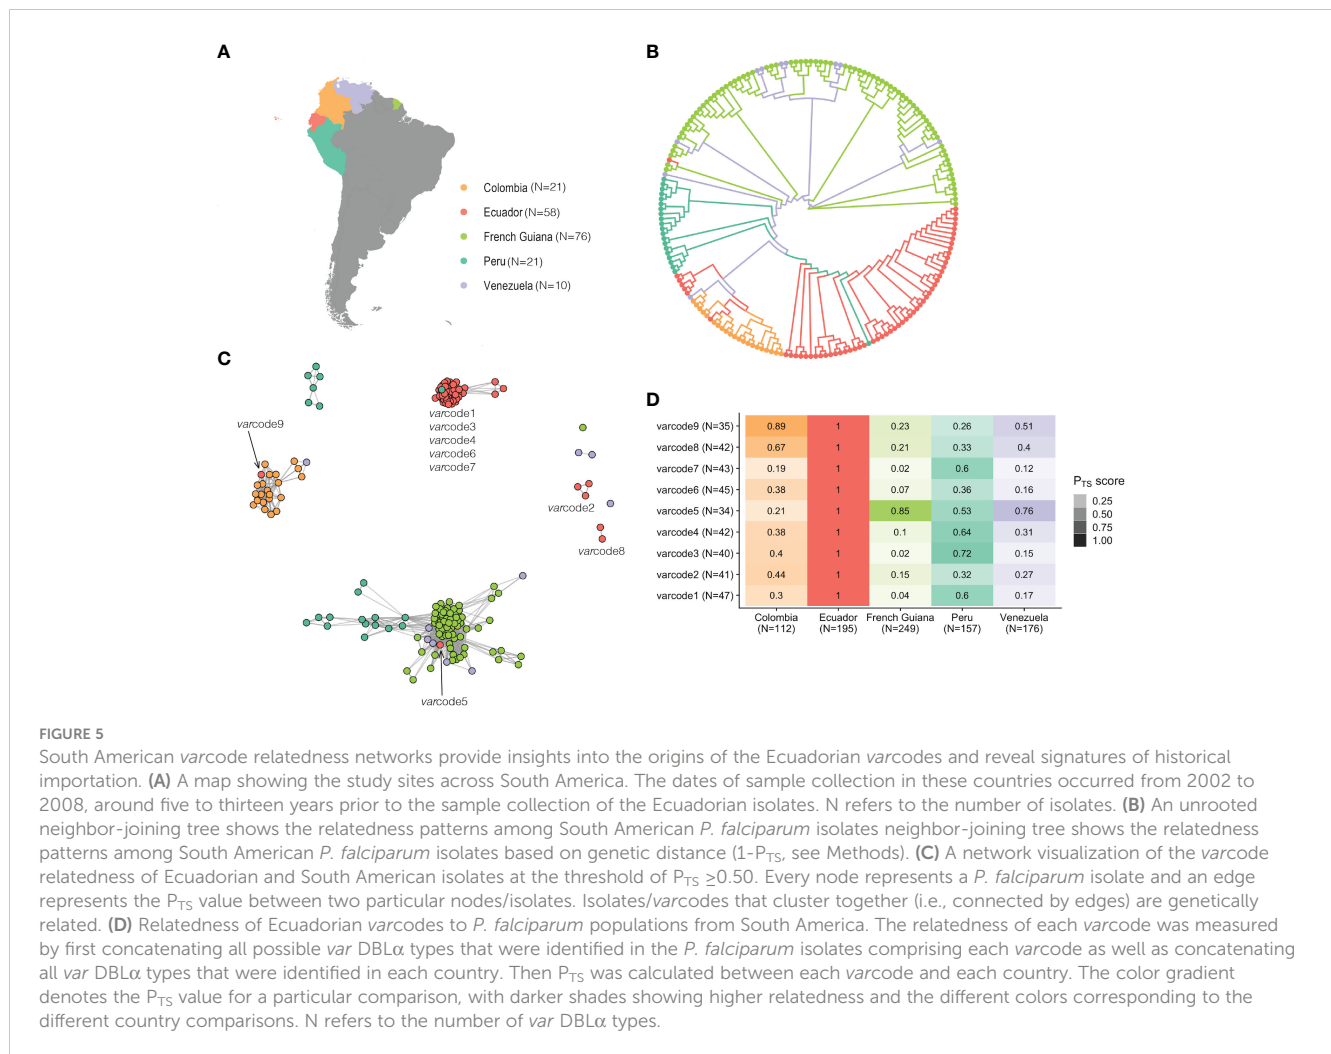 A
Colombia (N=21)
Ecuador (N=58)
French Guiana (N=76)
Peru (N=21)
Venezuela (N=10)
B
C
varcode9
varcode1
varcode3
varcode4
varcode6
varcode7
varcode2
varcode8
varcode5
D
varcode9 (N=35) 0.89 1 0.23 0.26 0.51
varcode8 (N=42) 0.67 1 0.21 0.33 0.4
varcode7 (N=43) 0.19 1 0.02 0.6 0.12
varcode6 (N=45) 0.38 1 0.07 0.36 0.16
varcode5 (N=34) 0.21 1 0.85 0.53 0.76
varcode4 (N=42) 0.38 1 0.1 0.64 0.31
varcode3 (N=40) 0.4 1 0.02 0.72 0.15
varcode2 (N=41) 0.44 1 0.15 0.32 0.27
varcode1 (N=47) 0.3 1 0.04 0.6 0.17
Colombia Ecuador French Guiana Peru Venezuela
(N=112) (N=195) (N=249) (N=157) (N=176)
PTS score
0.25
0.50
0.75
1.00
FIGURE 5
South American varcode relatedness networks provide insights into the origins of the Ecuadorian varcodes and reveal signatures of historical
importation. (A) A map showing the study sites across South America. The dates of sample collection in these countries occurred from 2002 to
2008, around five to thirteen years prior to the sample collection of the Ecuadorian isolates. N refers to the number of isolates. (B) An unrooted
neighbor-joining tree shows the relatedness patterns among South American P. falciparum isolates neighbor-joining tree shows the relatedness
patterns among South American P. falciparum isolates based on genetic distance (1-PTS, see Methods). (C) A network visualization of the varcode
relatedness of Ecuadorian and South American isolates at the threshold of PTS ≥0.50. Every node represents a P. falciparum isolate and an edge
represents the PTS value between two particular nodes/isolates. Isolates/varcodes that cluster together (i.e., connected by edges) are genetically
related. (D) Relatedness of Ecuadorian varcodes to P. falciparum populations from South America. The relatedness of each varcode was measured
by first concatenating all possible var DBLα types that were identified in the P. falciparum isolates comprising each varcode as well as concatenating
all var DBLα types that were identified in each country. Then PTS was calculated between each varcode and each country. The color gradient
denotes the PTS value for a particular comparison, with darker shades showing higher relatedness and the different colors corresponding to the
different country comparisons. N refers to the number of var DBLα types.